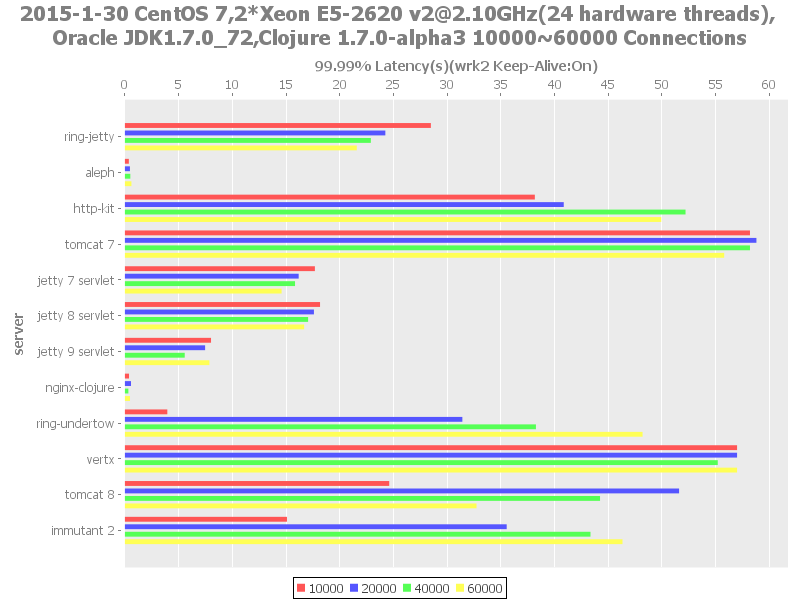 2015-1-30 CentOS 7,2*Xeon E5-2620 v2@2.10GHz(24 hardware threads),
Oracle JDK1.7.0_72,Clojure 1.7.0-alpha3 10000~60000 Connections
99.99% Latency(s)(wrk2 Keep-Alive:On)
0 5 10 15 20 25 30 35 40 45 50 55 60
server
ring-jetty
aleph
http-kit
tomcat 7
jetty 7 servlet
jetty 8 servlet
jetty 9 servlet
nginx-clojure
ring-undertow
vertx
tomcat 8
immutant 2
10000 20000 40000 60000